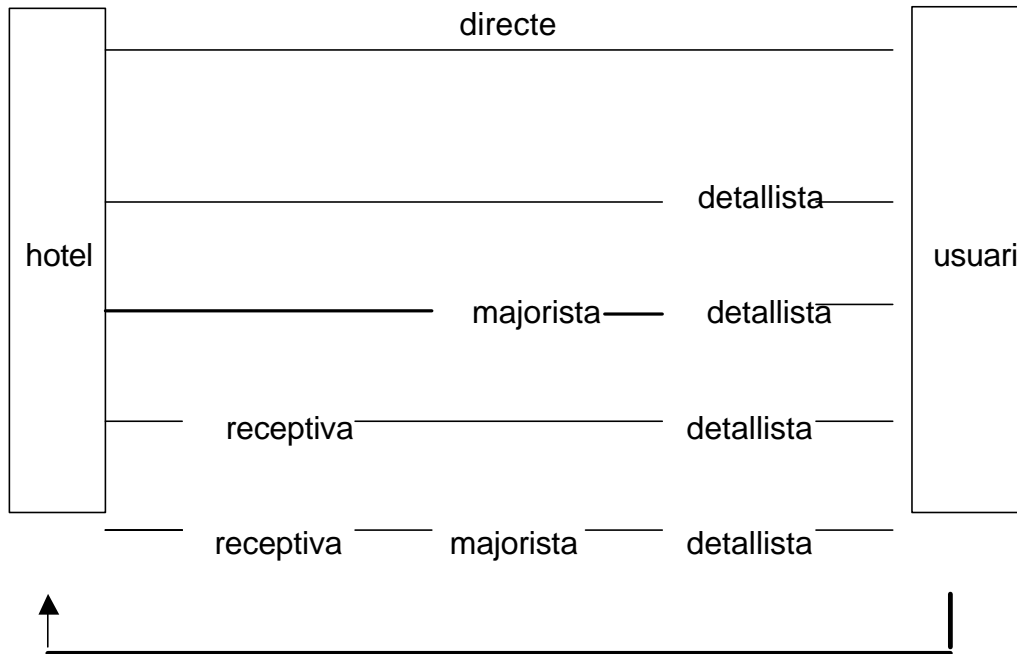 directe
detallista
hotel
usuari
majorista detallista
receptiva detallista
receptiva majorista detallista